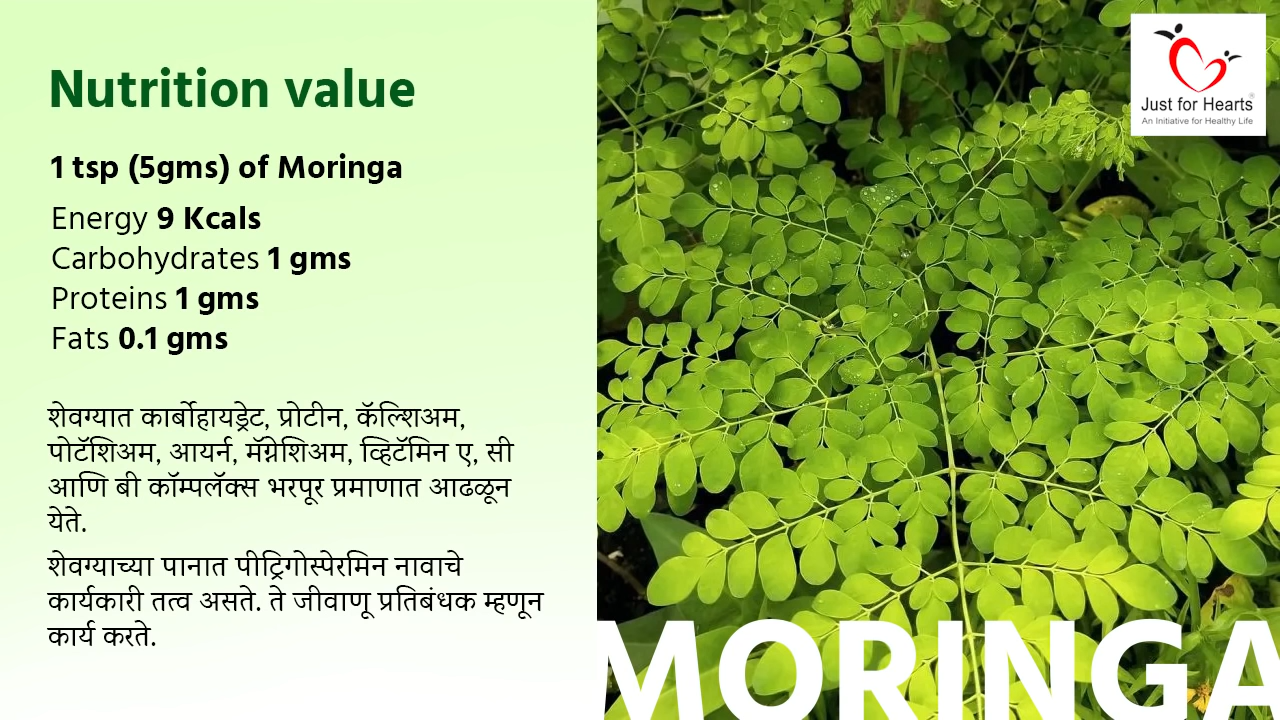 Nutrition value
1 tsp (5gms) of Moringa
Energy 9 Kcals
Carbohydrates 1 gms
Proteins 1 gms
Fats 0.1 gms
शेवग्यात कार्बोहायड्रेट, प्रोटीन, कॅल्शिअम,
पोटॅशिअम, आयर्न, मॅग्नेशिअम, व्हिटॅमिन ए, सी
आणि बी कॉम्पलॅक्स भरपूर प्रमाणात आढळून
येते.
शेवग्याच्या पानात पीट्रिगोस्पेरमिन नावाचे
कार्यकारी तत्व असते. ते जीवाणू प्रतिबंधक म्हणून
कार्य करते.
Just for Hearts®
An Initiative for Healthy Life
MORINGA